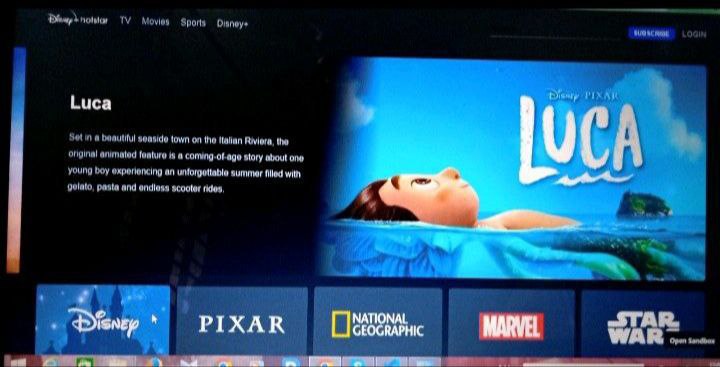 Disney+ hotstar TV Movies Sports Disney+
SUBSCRIBE LOGIN
Luca
Set in a beautiful seaside town on the Italian Riviera, the
original animated feature is a coming-of-age story about one
young boy experiencing an unforgettable summer filled with
gelato, pasta and endless scooter rides.
Disney · PIXAR
LUCA
Disney
PIXAR
NATIONAL
GEOGRAPHIC
MARVEL
STAR
WARS
Open Sandbox